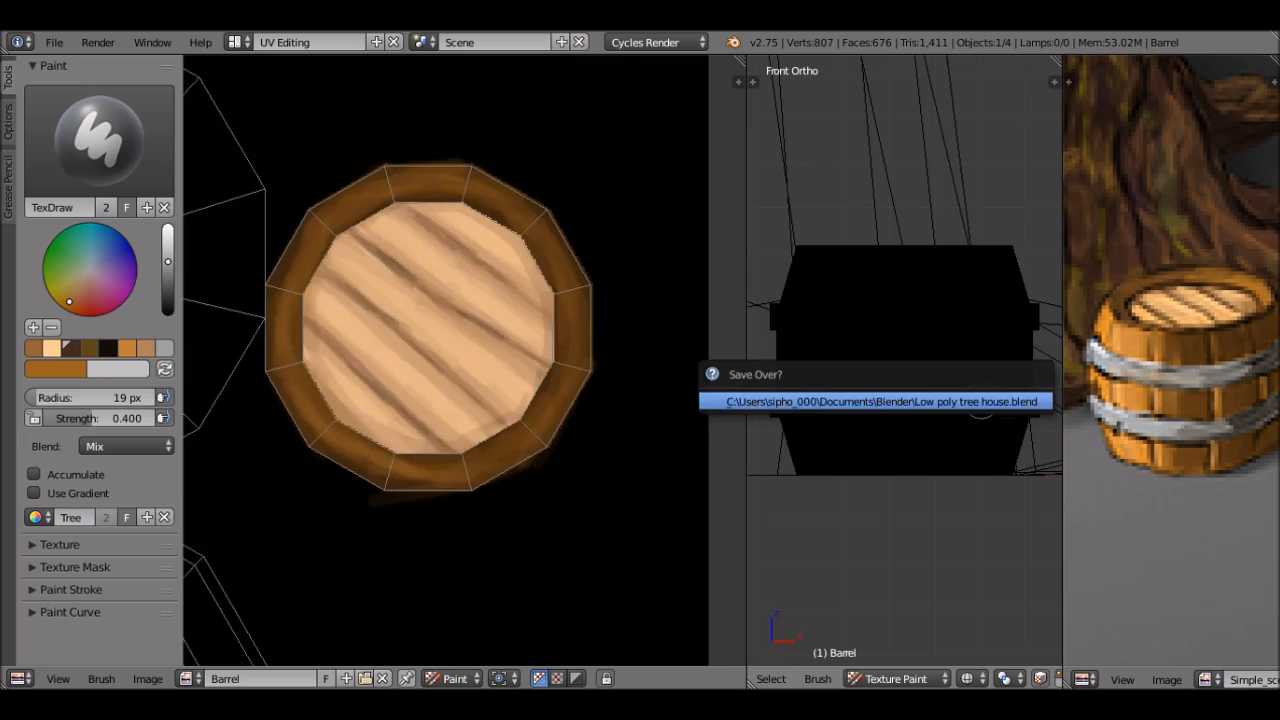 File Render Window Help UV Editing Scene Cycles Render v2.75 | Verts:807 | Faces:676 | Tris:1,411 | Objects:1/4 | Lamps:0/0 | Mem:53.02M | Barrel
Tools
Options
Grease Pencil
Paint
TexDraw 2 F
Radius: 19 px
Strength: 0.400
Blend: Mix
Accumulate
Use Gradient
Tree 2 F
Texture
Texture Mask
Paint Stroke
Paint Curve
Front Ortho
Save Over?
C:\Users\sipho_000\Documents\Blender\Low poly tree house.blend
z
x
(1) Barrel
View Brush Image Barrel F Paint
Select Brush Texture Paint
View Image Simple_sc